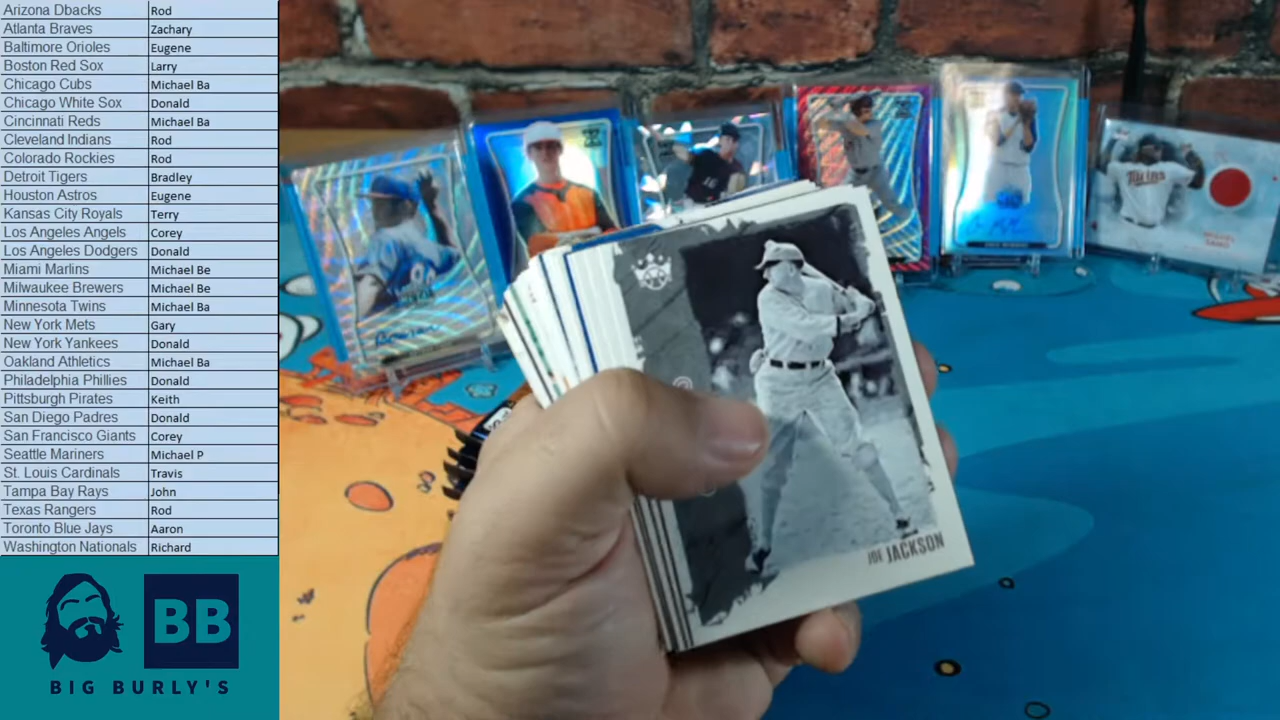 Arizona Dbacks Rod
Atlanta Braves Zachary
Baltimore Orioles Eugene
Boston Red Sox Larry
Chicago Cubs Michael Ba
Chicago White Sox Donald
Cincinnati Reds Michael Ba
Cleveland Indians Rod
Colorado Rockies Rod
Detroit Tigers Bradley
Houston Astros Eugene
Kansas City Royals Terry
Los Angeles Angels Corey
Los Angeles Dodgers Donald
Miami Marlins Michael Be
Milwaukee Brewers Michael Be
Minnesota Twins Michael Ba
New York Mets Gary
New York Yankees Donald
Oakland Athletics Michael Ba
Philadelphia Phillies Donald
Pittsburgh Pirates Keith
San Diego Padres Donald
San Francisco Giants Corey
Seattle Mariners Michael P
St. Louis Cardinals Travis
Tampa Bay Rays John
Texas Rangers Rod
Toronto Blue Jays Aaron
Washington Nationals Richard
BB
BIG BURLY'S
JOE JACKSON
Twins
MIGUEL
SANO
16